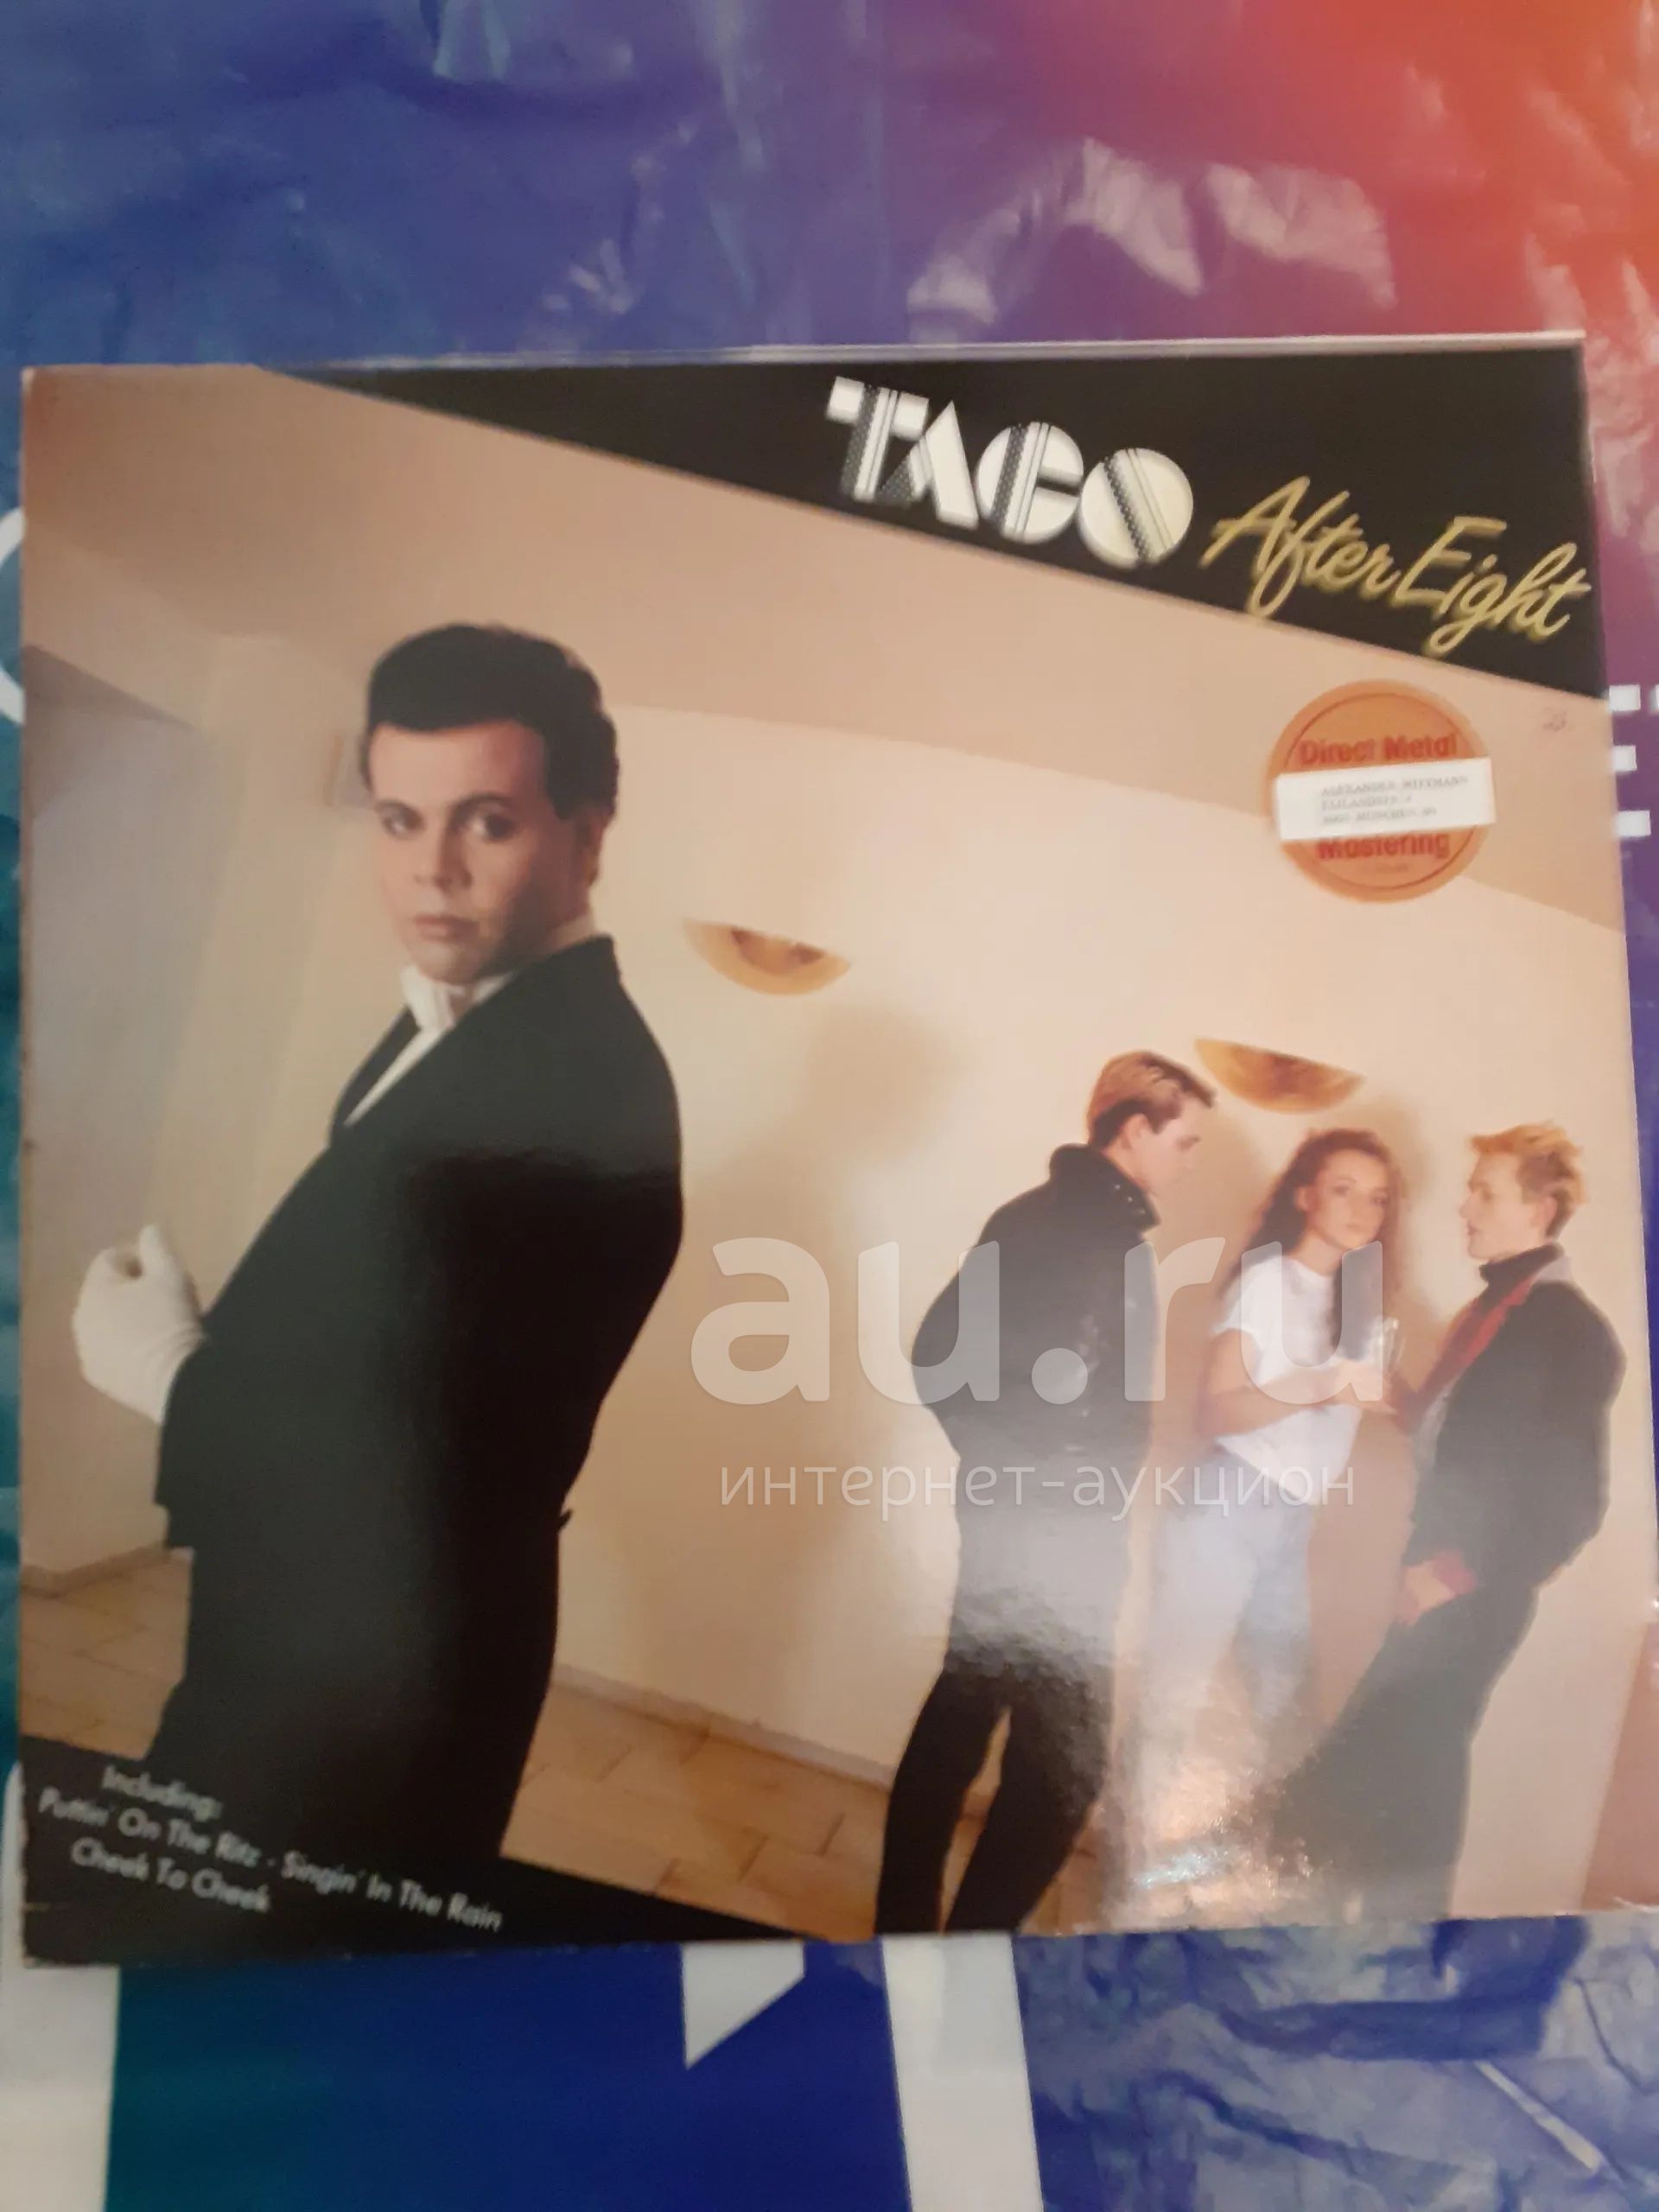 TACO
After Eight
Direct Metal
Mastering
au.ru
интернет-аукцион
Including:
Puttin' On The Ritz · Singin' In The Rain
Cheek To Cheek